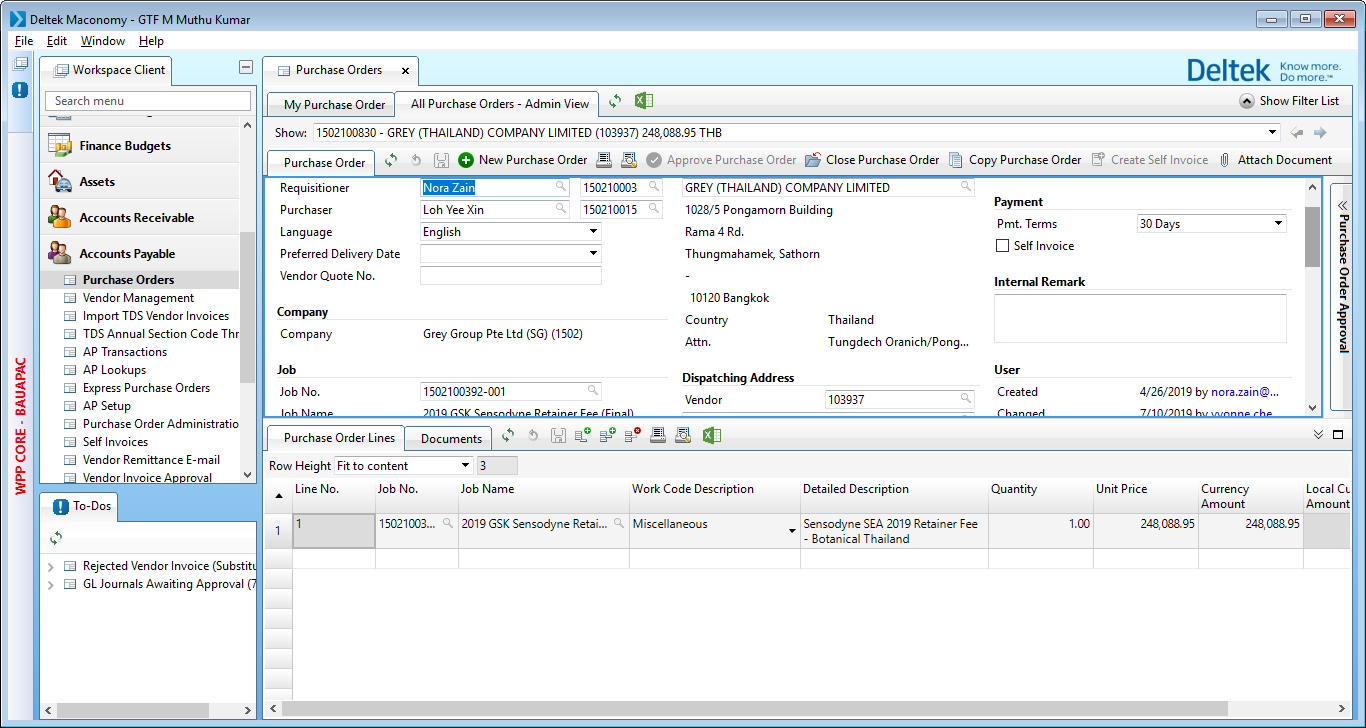 Deltek Maconomy - GTF M Muthu Kumar
File Edit Window Help
Workspace Client
Search menu
Finance Budgets
Assets
Accounts Receivable
Accounts Payable
Purchase Orders
Vendor Management
Import TDS Vendor Invoices
TDS Annual Section Code Thr
AP Transactions
AP Lookups
Express Purchase Orders
AP Setup
Purchase Order Administratio
Self Invoices
Vendor Remittance E-mail
Vendor Invoice Approval
WPP CORE - BAUAPAC
To-Dos
Rejected Vendor Invoice (Substitu
GL Journals Awaiting Approval (7
Purchase Orders
Deltek Know more.
Do more.™
My Purchase Order All Purchase Orders - Admin View Show Filter List
Show: 1502100830 - GREY (THAILAND) COMPANY LIMITED (103937) 248,088.95 THB
Purchase Order New Purchase Order Approve Purchase Order Close Purchase Order Copy Purchase Order Create Self Invoice Attach Document
Requisitioner Nora Zain 150210003
Purchaser Loh Yee Xin 150210015
Language English
Preferred Delivery Date
Vendor Quote No.
Company
Company Grey Group Pte Ltd (SG) (1502)
Job
Job No. 1502100392-001
Job Name 2019 GSK Sensodyne Retainer Fee (Final)
GREY (THAILAND) COMPANY LIMITED
1028/5 Pongamorn Building
Rama 4 Rd.
Thungmahamek, Sathorn
-
10120 Bangkok
Country Thailand
Attn. Tungdech Oranich/Pong...
Dispatching Address
Vendor 103937
Payment
Pmt. Terms 30 Days
Self Invoice
Internal Remark
User
Created 4/26/2019 by nora.zain@...
Changed 7/10/2019 by yvonne.che
Purchase Order Approval
Purchase Order Lines Documents
Row Height Fit to content 3
Line No. Job No. Job Name Work Code Description Detailed Description Quantity Unit Price Currency Amount Local Cu Amount
1 1 15021003... 2019 GSK Sensodyne Retai... Miscellaneous Sensodyne SEA 2019 Retainer Fee 1.00 248,088.95 248,088.95
- Botanical Thailand